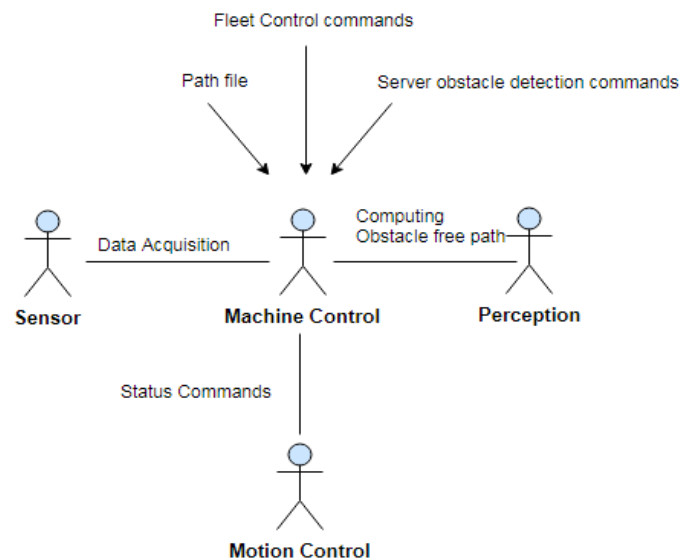 Fleet Control commands
Path file
Server obstacle detection commands
Data Acquisition
Computing
Obstacle free path
Sensor
Machine Control
Perception
Status Commands
Motion Control